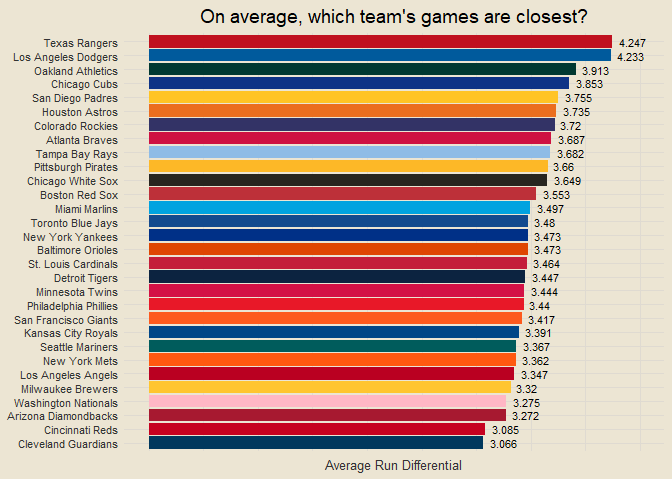 On average, which team's games are closest?
Texas Rangers 4.247
Los Angeles Dodgers 4.233
Oakland Athletics 3.913
Chicago Cubs 3.853
San Diego Padres 3.755
Houston Astros 3.735
Colorado Rockies 3.72
Atlanta Braves 3.687
Tampa Bay Rays 3.682
Pittsburgh Pirates 3.66
Chicago White Sox 3.649
Boston Red Sox 3.553
Miami Marlins 3.497
Toronto Blue Jays 3.48
New York Yankees 3.473
Baltimore Orioles 3.473
St. Louis Cardinals 3.464
Detroit Tigers 3.447
Minnesota Twins 3.444
Philadelphia Phillies 3.44
San Francisco Giants 3.417
Kansas City Royals 3.391
Seattle Mariners 3.367
New York Mets 3.362
Los Angeles Angels 3.347
Milwaukee Brewers 3.32
Washington Nationals 3.275
Arizona Diamondbacks 3.272
Cincinnati Reds 3.085
Cleveland Guardians 3.066
Average Run Differential